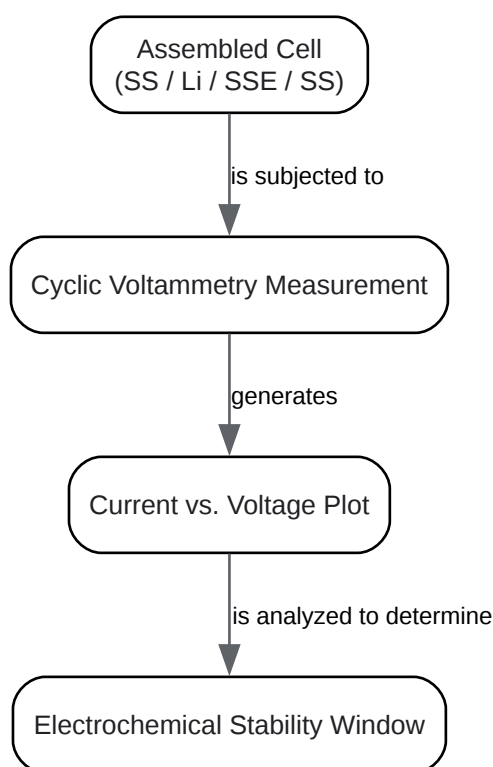 Assembled Cell
(SS / Li / SSE / SS)
is subjected to
Cyclic Voltammetry Measurement
generates
Current vs. Voltage Plot
is analyzed to determine
Electrochemical Stability Window